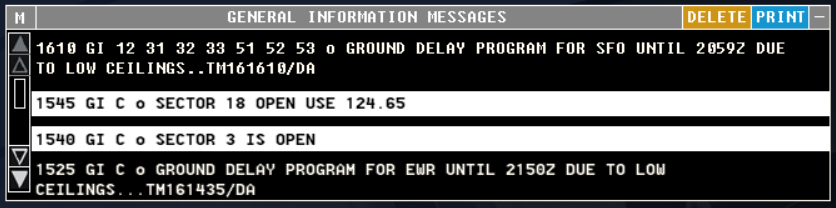 M GENERAL INFORMATION MESSAGES DELETE PRINT —
1610 GI 12 31 32 33 51 52 53 o GROUND DELAY PROGRAM FOR SFO UNTIL 2059Z DUE
TO LOW CEILINGS..TM161610/DA
1545 GI C o SECTOR 18 OPEN USE 124.65
1540 GI C o SECTOR 3 IS OPEN
1525 GI C o GROUND DELAY PROGRAM FOR EWR UNTIL 2150Z DUE TO LOW
CEILINGS...TM161435/DA